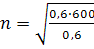 n = √(0,6*600/0,6)